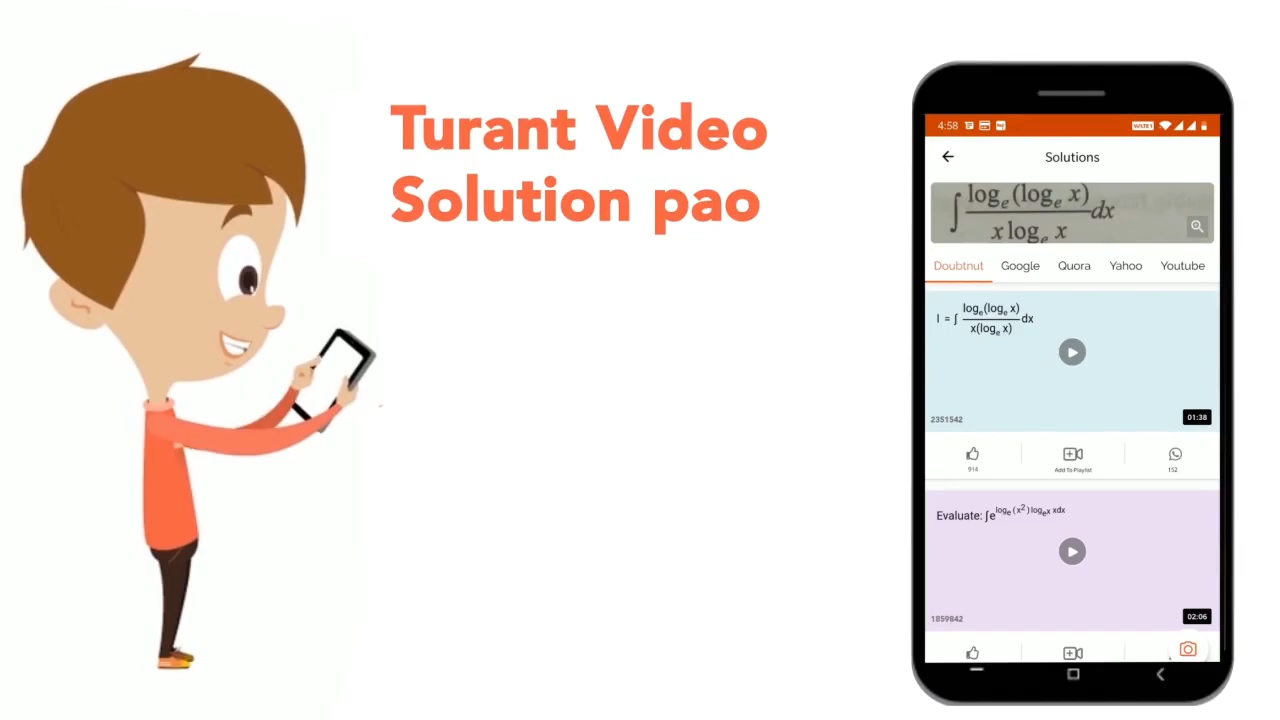 Turant Video
Solution pao
4:58
VoLTE1
Solutions
∫ logₑ(logₑ x) / x logₑ x dx
Doubtnut Google Quora Yahoo Youtube
I = ∫ logₑ(logₑ x) / x(logₑ x) dx
2351542
01:38
914
Add To Playlist
152
Evaluate: ∫e^logₑ(x²)logₑx xdx
1859842
02:06